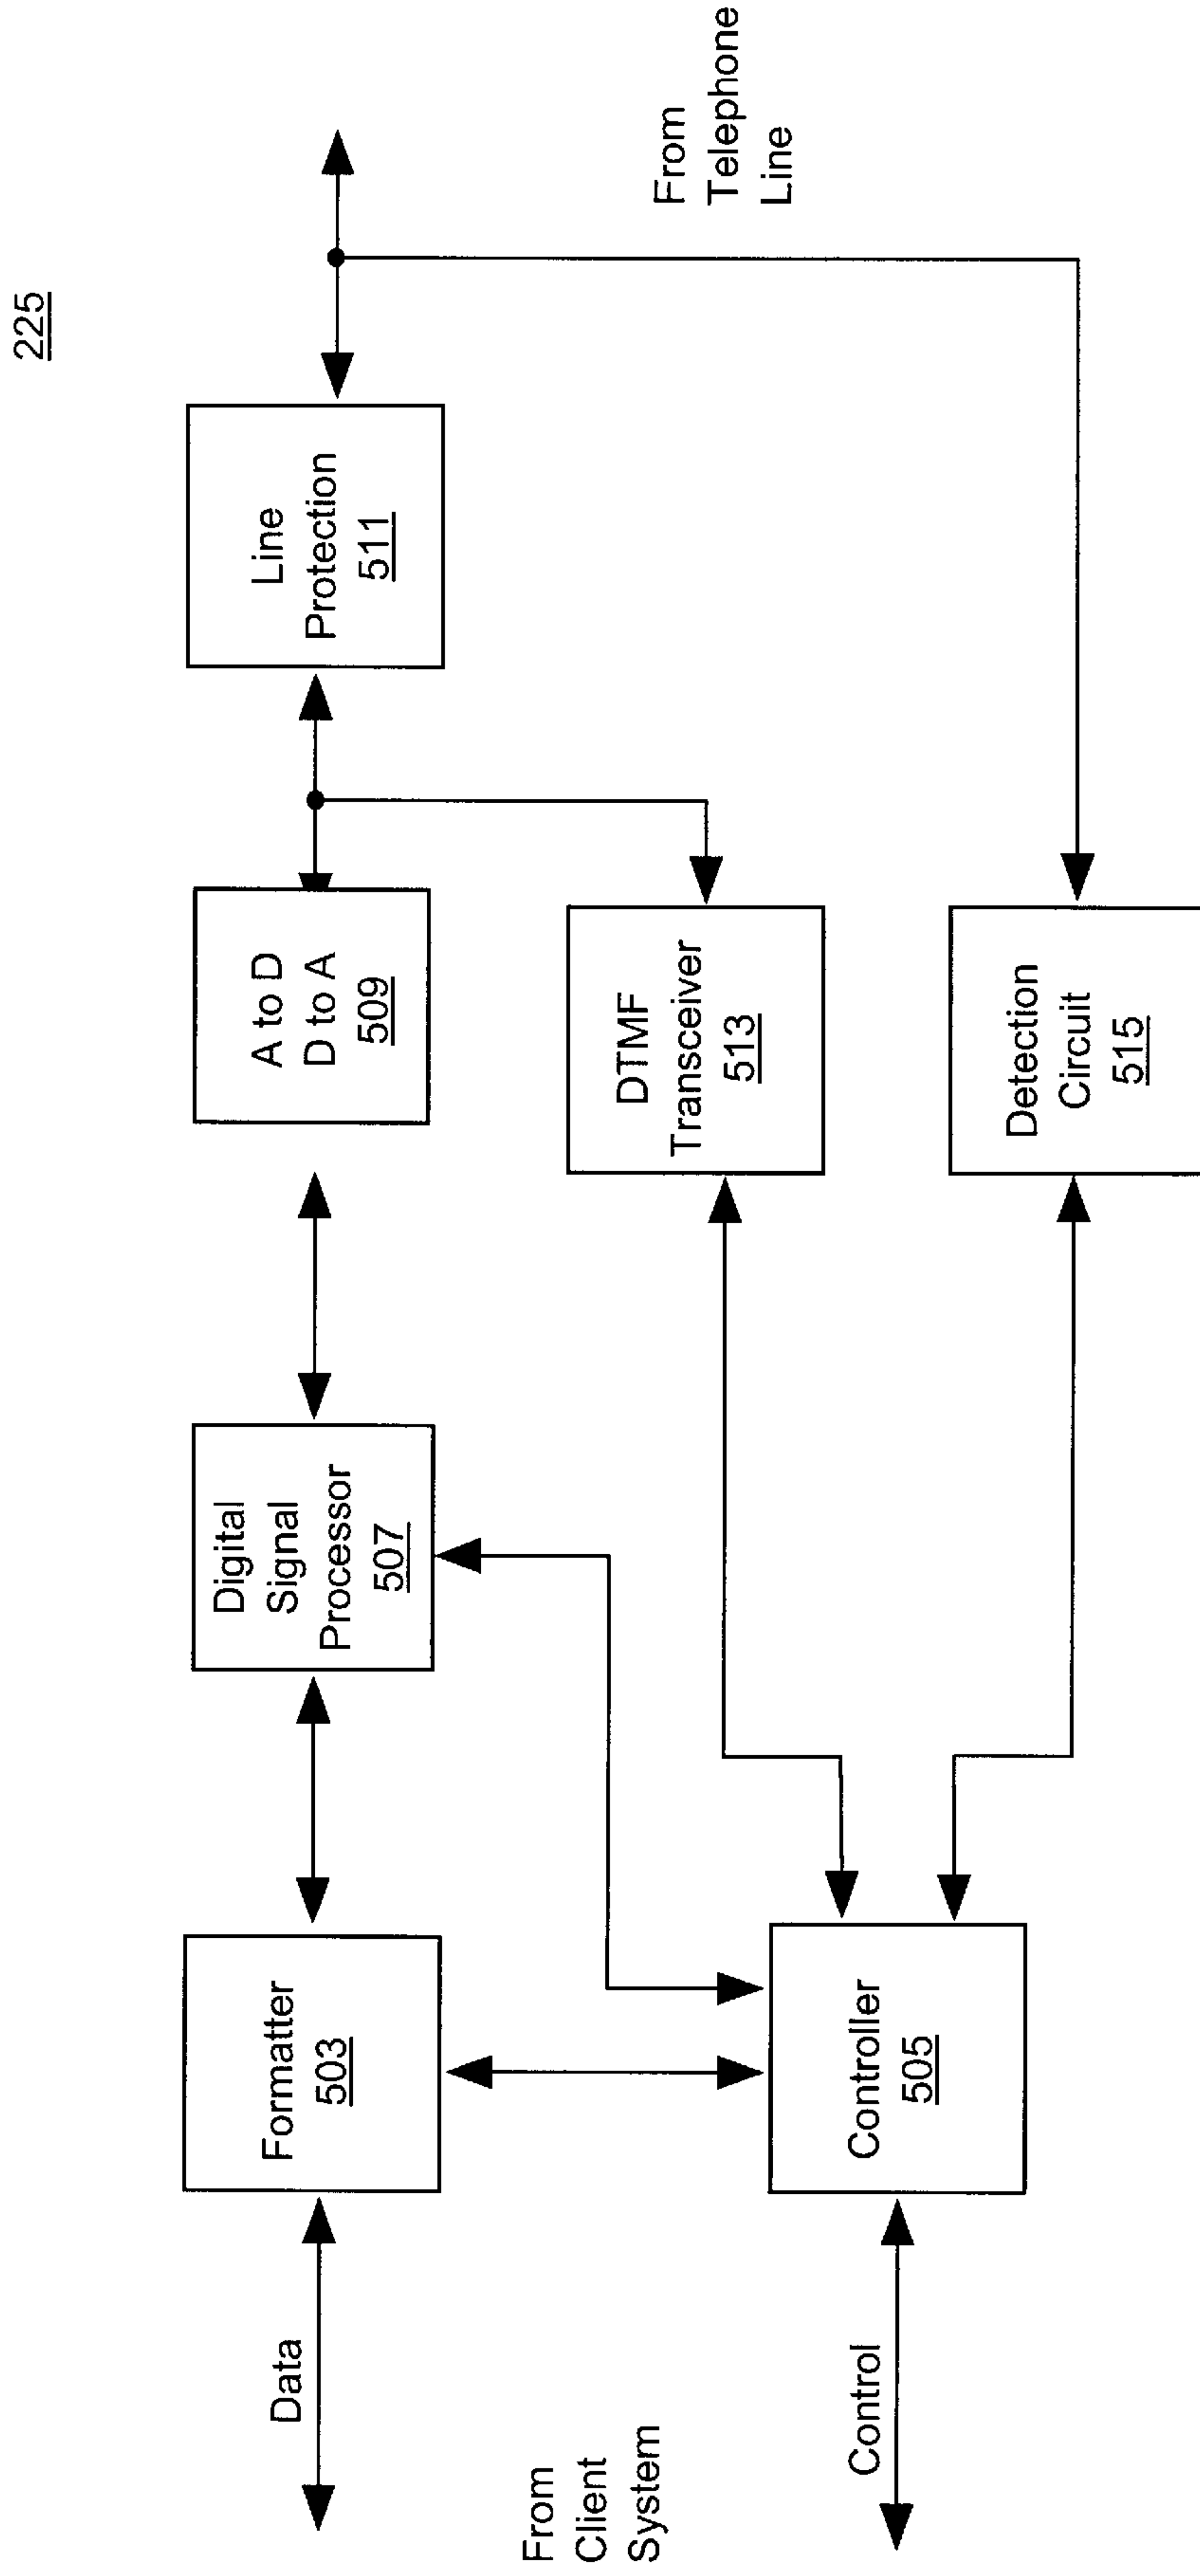 225
Data
Formatter
503
Digital
Signal
Processor
507
A to D
D to A
509
Line
Protection
511
From
Client
System
DTMF
Transceiver
513
From
Telephone
Line
Control
Controller
505
Detection
Circuit
515